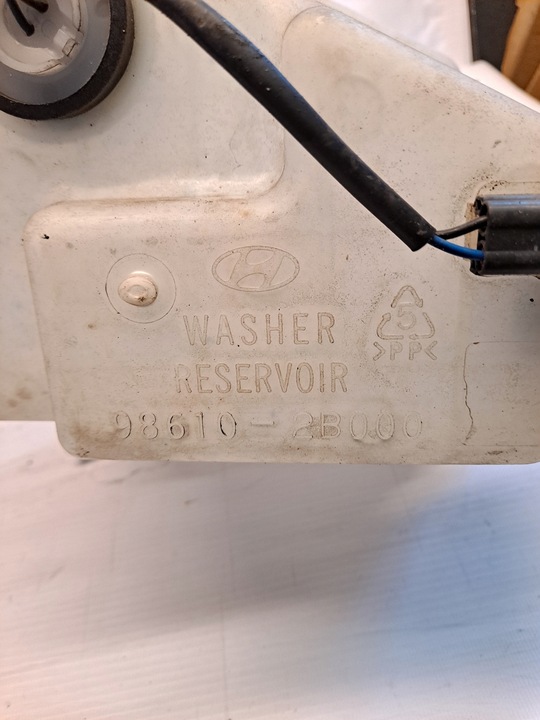 WASHER
5
>PP<
RESERVOIR
98610-2B000